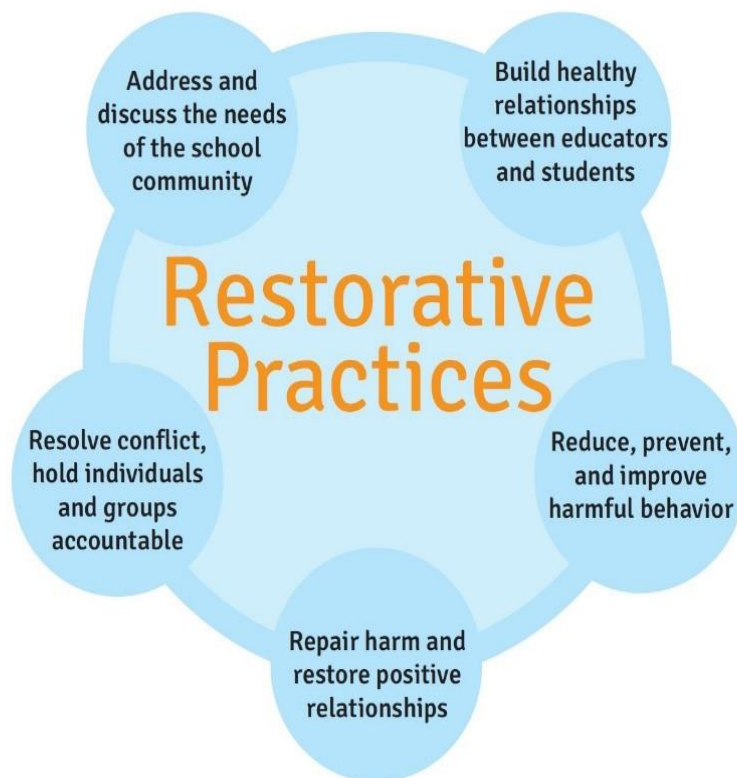 Address and
discuss the needs
of the school
community
Build healthy
relationships
between educators
and students
Restorative
Practices
Resolve conflict,
hold individuals
and groups
accountable
Reduce, prevent,
and improve
harmful behavior
Repair harm and
restore positive
relationships